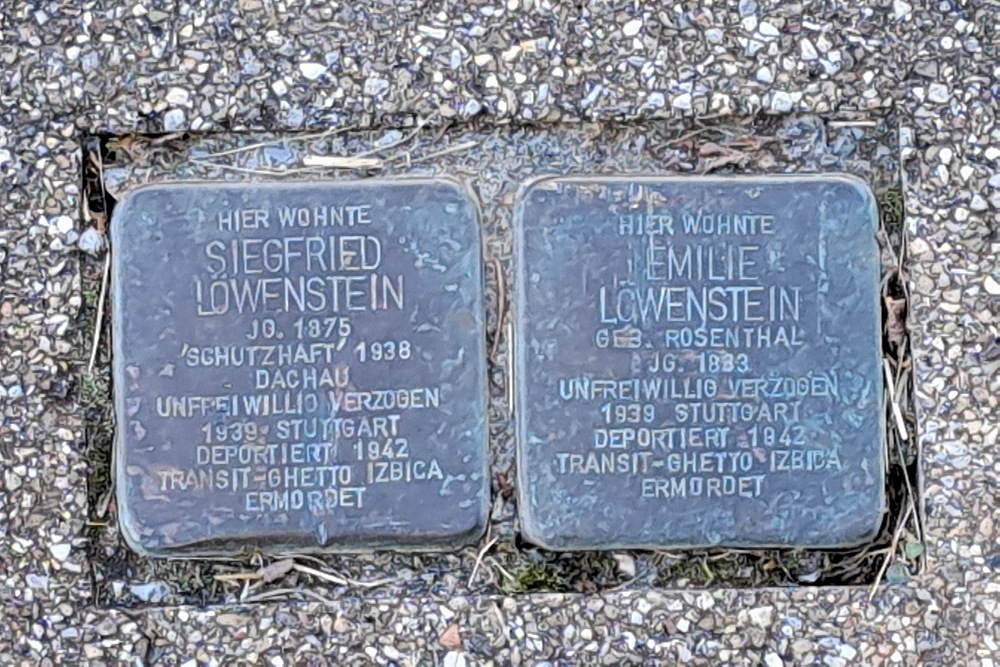 HIER WOHNTE
SIEGFRIED
LÖWENSTEIN
JG. 1875
'SCHUTZHAFT' 1938
DACHAU
UNFREIWILLIG VERZOGEN
1939 STUTTGART
DEPORTIERT 1942
TRANSIT-GHETTO IZBICA
ERMORDET
HIER WOHNTE
EMILIE
LÖWENSTEIN
GEB. ROSENTHAL
JG. 1883
UNFREIWILLIG VERZOGEN
1939 STUTTGART
DEPORTIERT 1942
TRANSIT-GHETTO IZBICA
ERMORDET